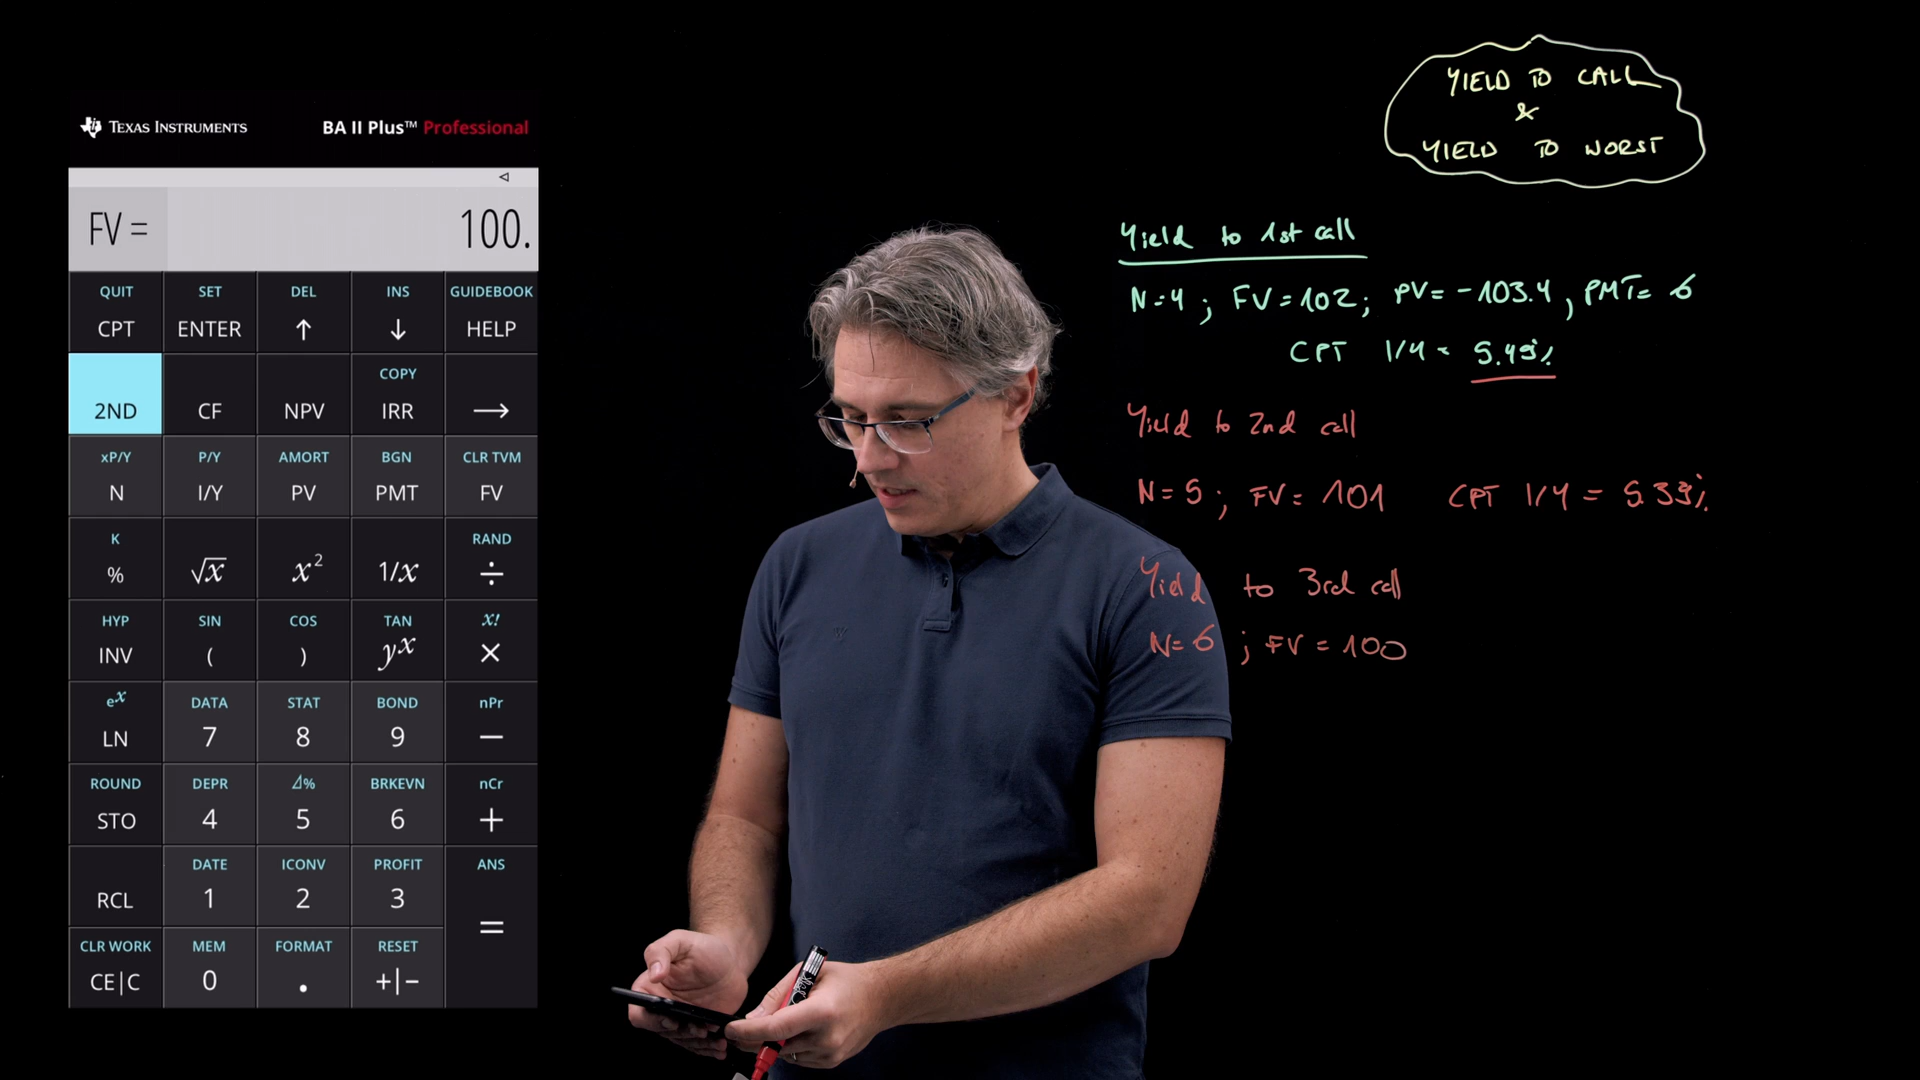 TEXAS INSTRUMENTS BA II Plus™ Professional
FV = 100.
QUIT SET DEL INS GUIDEBOOK
CPT ENTER ↑ ↓ HELP
COPY
2ND CF NPV IRR →
xP/Y P/Y AMORT BGN CLR TVM
N I/Y PV PMT FV
K RAND
% √x x² 1/x ÷
HYP SIN COS TAN x!
INV ( ) yˣ ×
eˣ DATA STAT BOND nPr
LN 7 8 9 −
ROUND DEPR Δ% BRKEVN nCr
STO 4 5 6 +
DATE ICONV PROFIT ANS
RCL 1 2 3 =
CLR WORK MEM FORMAT RESET
CE|C 0 . +|−
YIELD TO CALL
&
YIELD TO WORST
Yield to 1st call
N=4 ; FV=102; PV=-103.4, PMT= 6
CPT I/Y = 5.49%
Yield to 2nd call
N=5 ; FV= 101 CPT I/Y = 5.39%
Yield to 3rd call
N=6 ; FV = 100